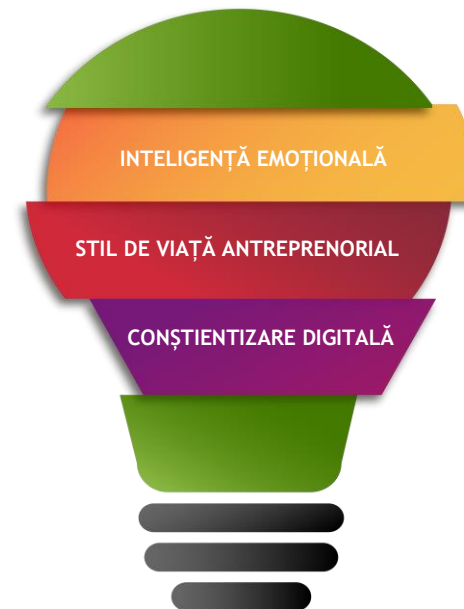 INTELIGENȚĂ EMOȚIONALĂ
STIL DE VIAȚĂ ANTREPRENORIAL
CONȘTIENTIZARE DIGITALĂ